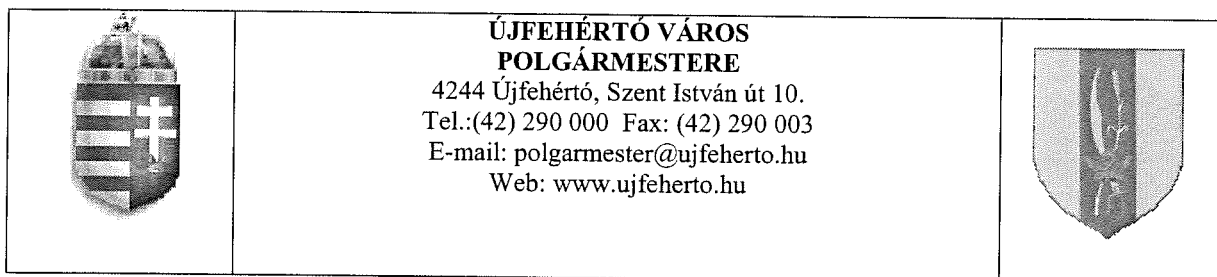 ÚJFEHÉRTÓ VÁROS
POLGÁRMESTERE
4244 Újfehértó, Szent István út 10.
Tel.:(42) 290 000 Fax: (42) 290 003
E-mail: polgarmester@ujfeherto.hu
Web: www.ujfeherto.hu